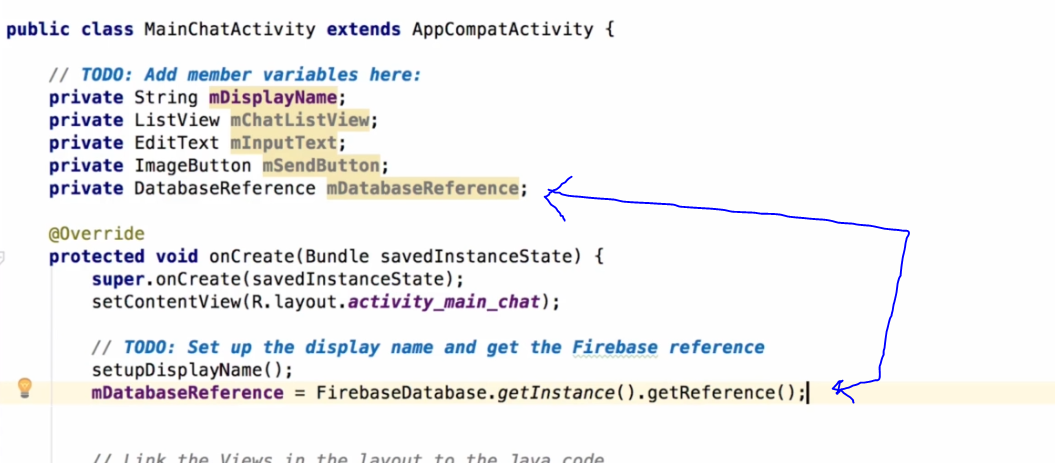 public class MainChatActivity extends AppCompatActivity {
// TODO: Add member variables here:
private String mDisplayName;
private ListView mChatListView;
private EditText mInputText;
private ImageButton mSendButton;
private DatabaseReference mDatabaseReference;
@Override
protected void onCreate(Bundle savedInstanceState) {
super.onCreate(savedInstanceState);
setContentView(R.layout.activity_main_chat);
// TODO: Set up the display name and get the Firebase reference
setupDisplayName();
mDatabaseReference = FirebaseDatabase.getInstance().getReference();
// Link the Views in the layout to the Java code